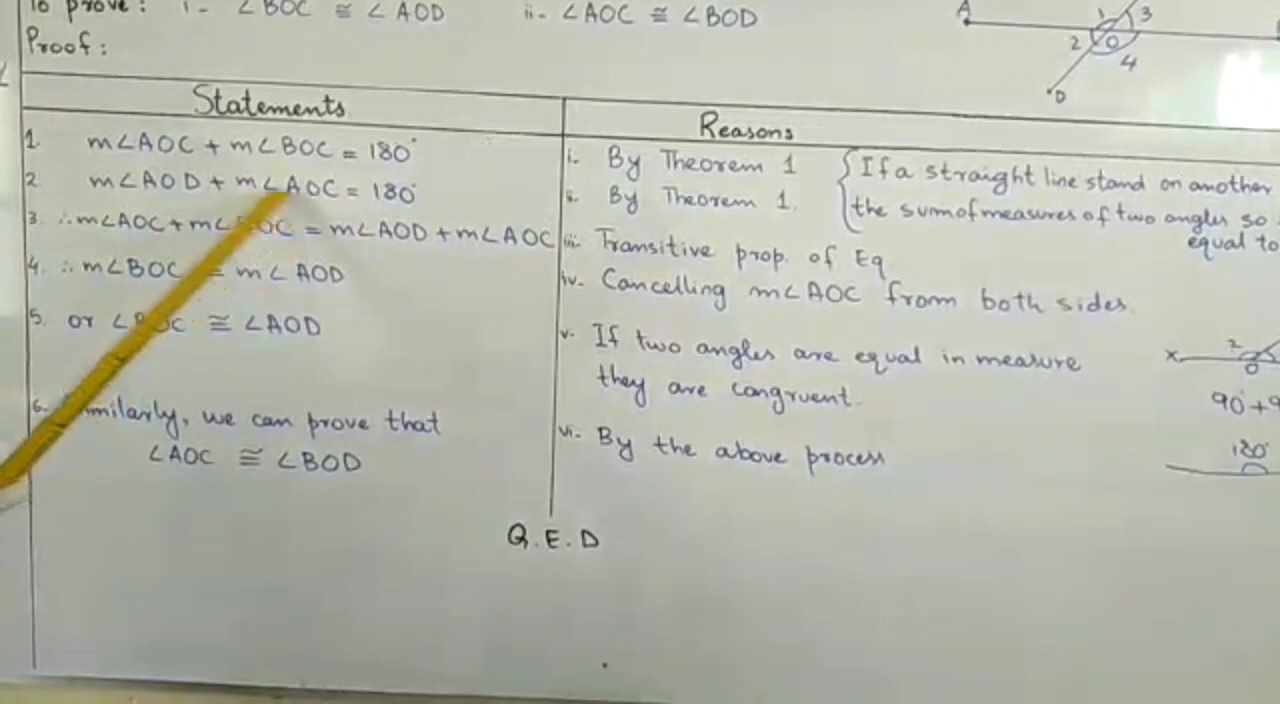 To prove: i- ∠BOC ≅ ∠AOD ii- ∠AOC ≅ ∠BOD
A 1 3
2 O 4
D
Proof:
Statements Reasons
1. m∠AOC + m∠BOC = 180° i. By Theorem 1 {If a straight line stand on another
2. m∠AOD + m∠AOC = 180° ii. By Theorem 1. the sum of measures of two angles so
equal to
3. ∴ m∠AOC + m∠BOC = m∠AOD + m∠AOC iii. Transitive prop. of Eq
4. ∴ m∠BOC = m∠AOD iv- Cancelling m∠AOC from both sides.
5. or ∠BOC ≅ ∠AOD v- If two angles are equal in measure
they are congruent.
6. Similarly, we can prove that vi- By the above process
∠AOC ≅ ∠BOD
x O
180°
Q.E.D